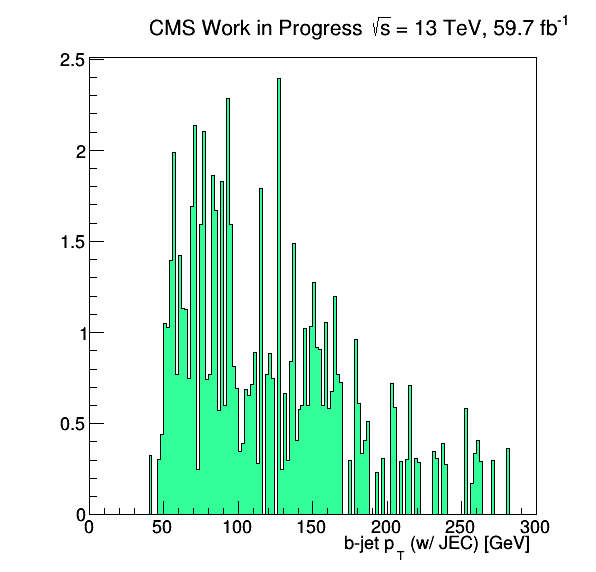 CMS Work in Progress √s = 13 TeV, 59.7 fb⁻¹
2.5
2
1.5
1
0.5
0
0 50 100 150 200 250 300
b-jet p_T (w/ JEC) [GeV]